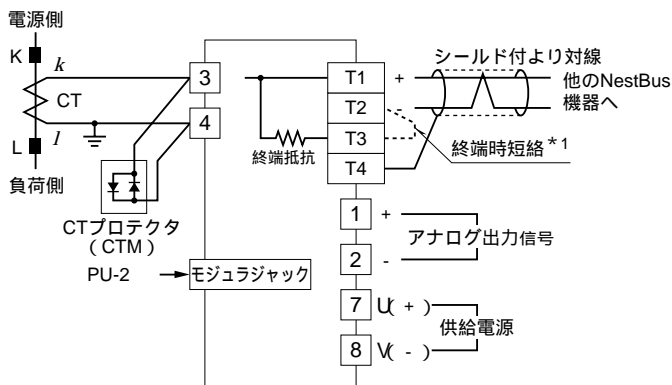 電源側
K
k
CT
L
l
負荷側
CTプロテクタ
(CTM)
PU-2
モジュラジャック
3
4
終端抵抗
T1
T2
T3
T4
+
-
シールド付より対線
他のNestBus
機器へ
終端時短絡*1
1
+
2
-
アナログ出力信号
7
U( + )
8
V( - )
供給電源